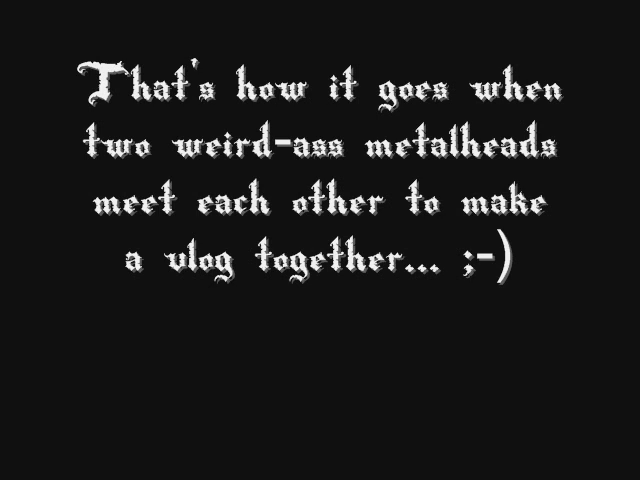 That's how it goes when
two weird-ass metalheads
meet each other to make
a vlog together... ;-)